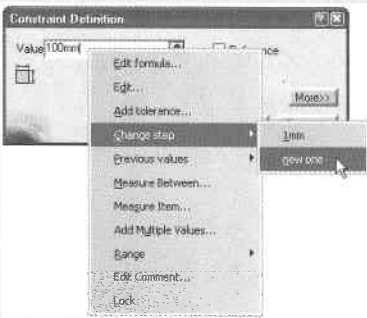 Constraint Definition
Value 100mm
More>>
Edit formula...
Edit...
Add tolerance...
Change step
1mm
new one
Previous values
Measure Between...
Measure Item...
Add Multiple Values...
Range
Edit Comment...
Lock